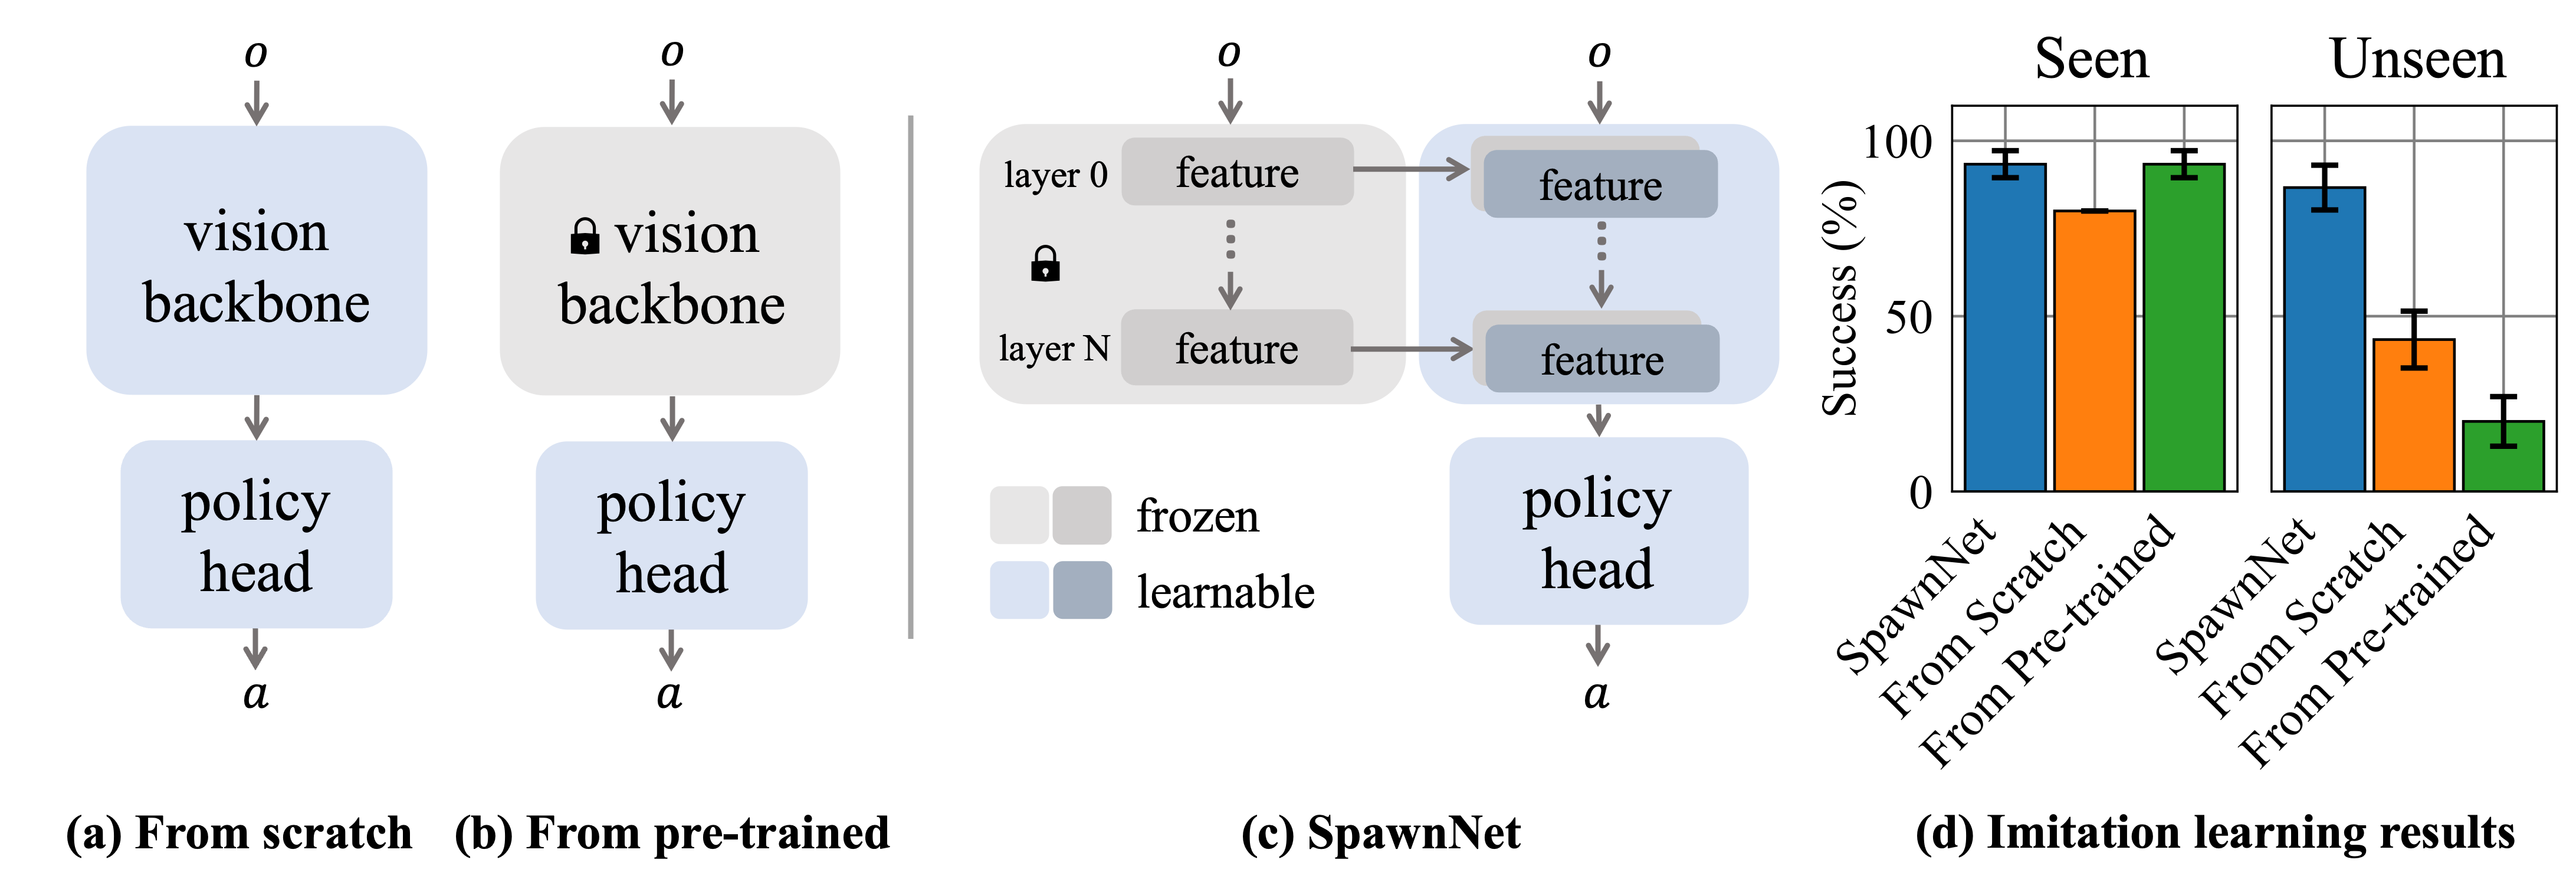 o
vision
backbone
policy
head
a
(a) From scratch
o
vision
backbone
policy
head
a
(b) From pre-trained
o
o
layer 0
feature
feature
layer N
feature
feature
frozen
learnable
policy
head
a
(c) SpawnNet
Seen
Unseen
Success (%)
100
50
0
SpawnNet
From Scratch
From Pre-trained
SpawnNet
From Scratch
From Pre-trained
(d) Imitation learning results